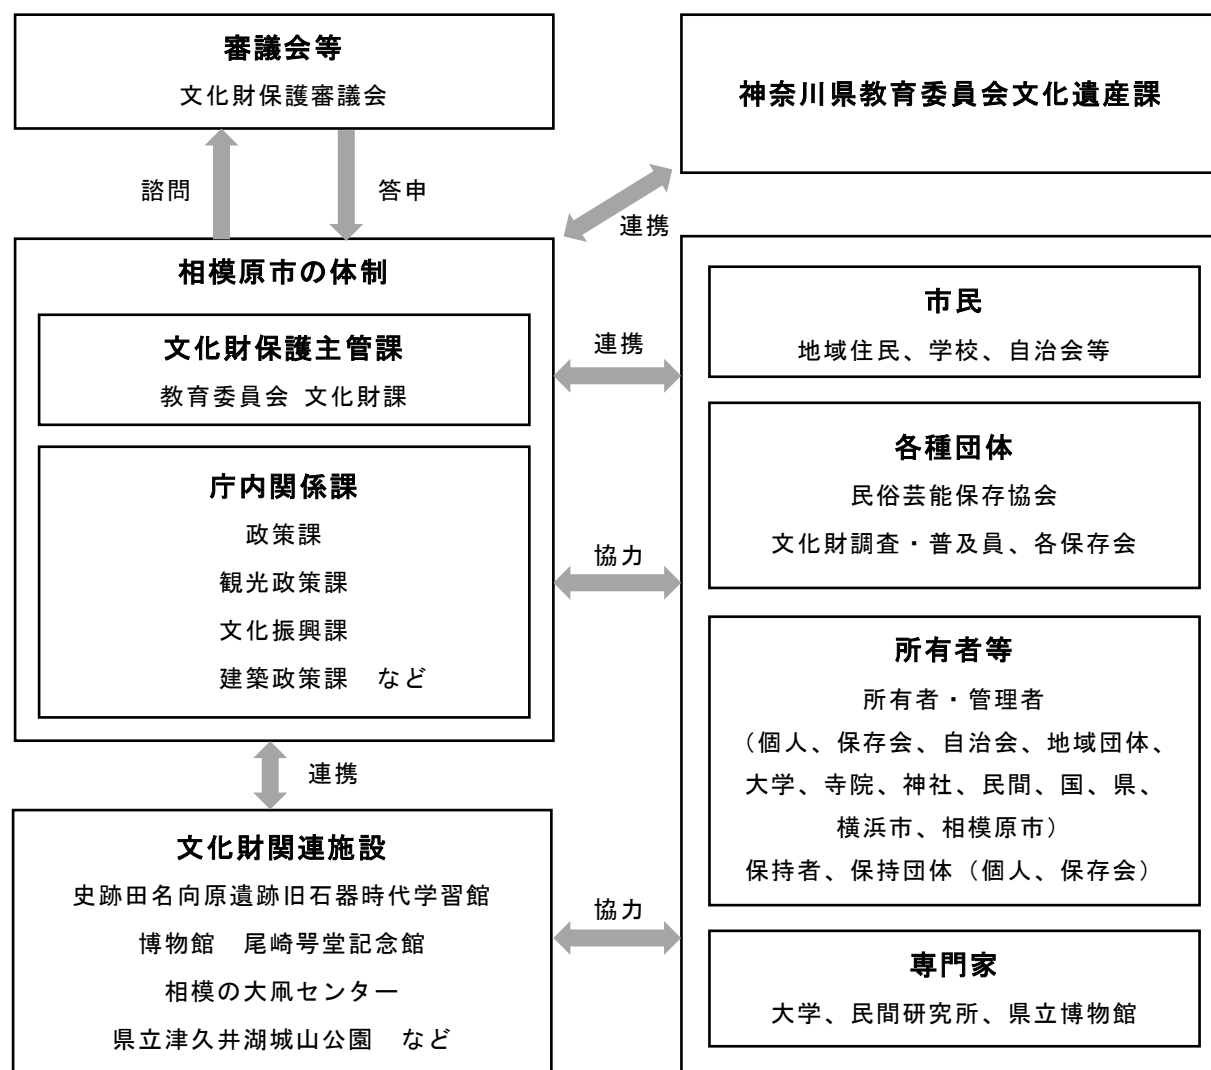 審議会等
文化財保護審議会
神奈川県教育委員会文化遺産課
諮問
答申
連携
相模原市の体制
文化財保護主管課
教育委員会 文化財課
庁内関係課
政策課
観光政策課
文化振興課
建築政策課 など
連携
協力
市民
地域住民、学校、自治会等
各種団体
民俗芸能保存協会
文化財調査・普及員、各保存会
所有者等
所有者・管理者
(個人、保存会、自治会、地域団体、
大学、寺院、神社、民間、国、県、
横浜市、相模原市)
保持者、保持団体(個人、保存会)
専門家
大学、民間研究所、県立博物館
連携
文化財関連施設
史跡田名向原遺跡旧石器時代学習館
博物館 尾崎咢堂記念館
相模の大凧センター
県立津久井湖城山公園 など
協力